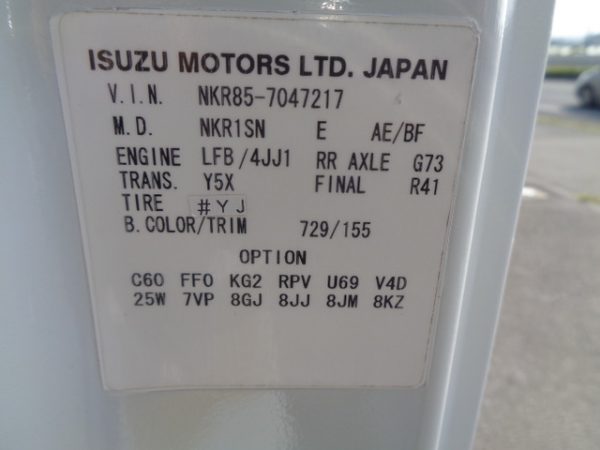 ISUZU MOTORS LTD. JAPAN
V.I.N. NKR85-7047217
M.D. NKR1SN E AE/BF
ENGINE LFB/4JJ1 RR AXLE G73
TRANS. Y5X FINAL R41
TIRE #YJ
B.COLOR/TRIM 729/155
OPTION
C60 FF0 KG2 RPV U69 V4D
25W 7VP 8GJ 8JJ 8JM 8KZ